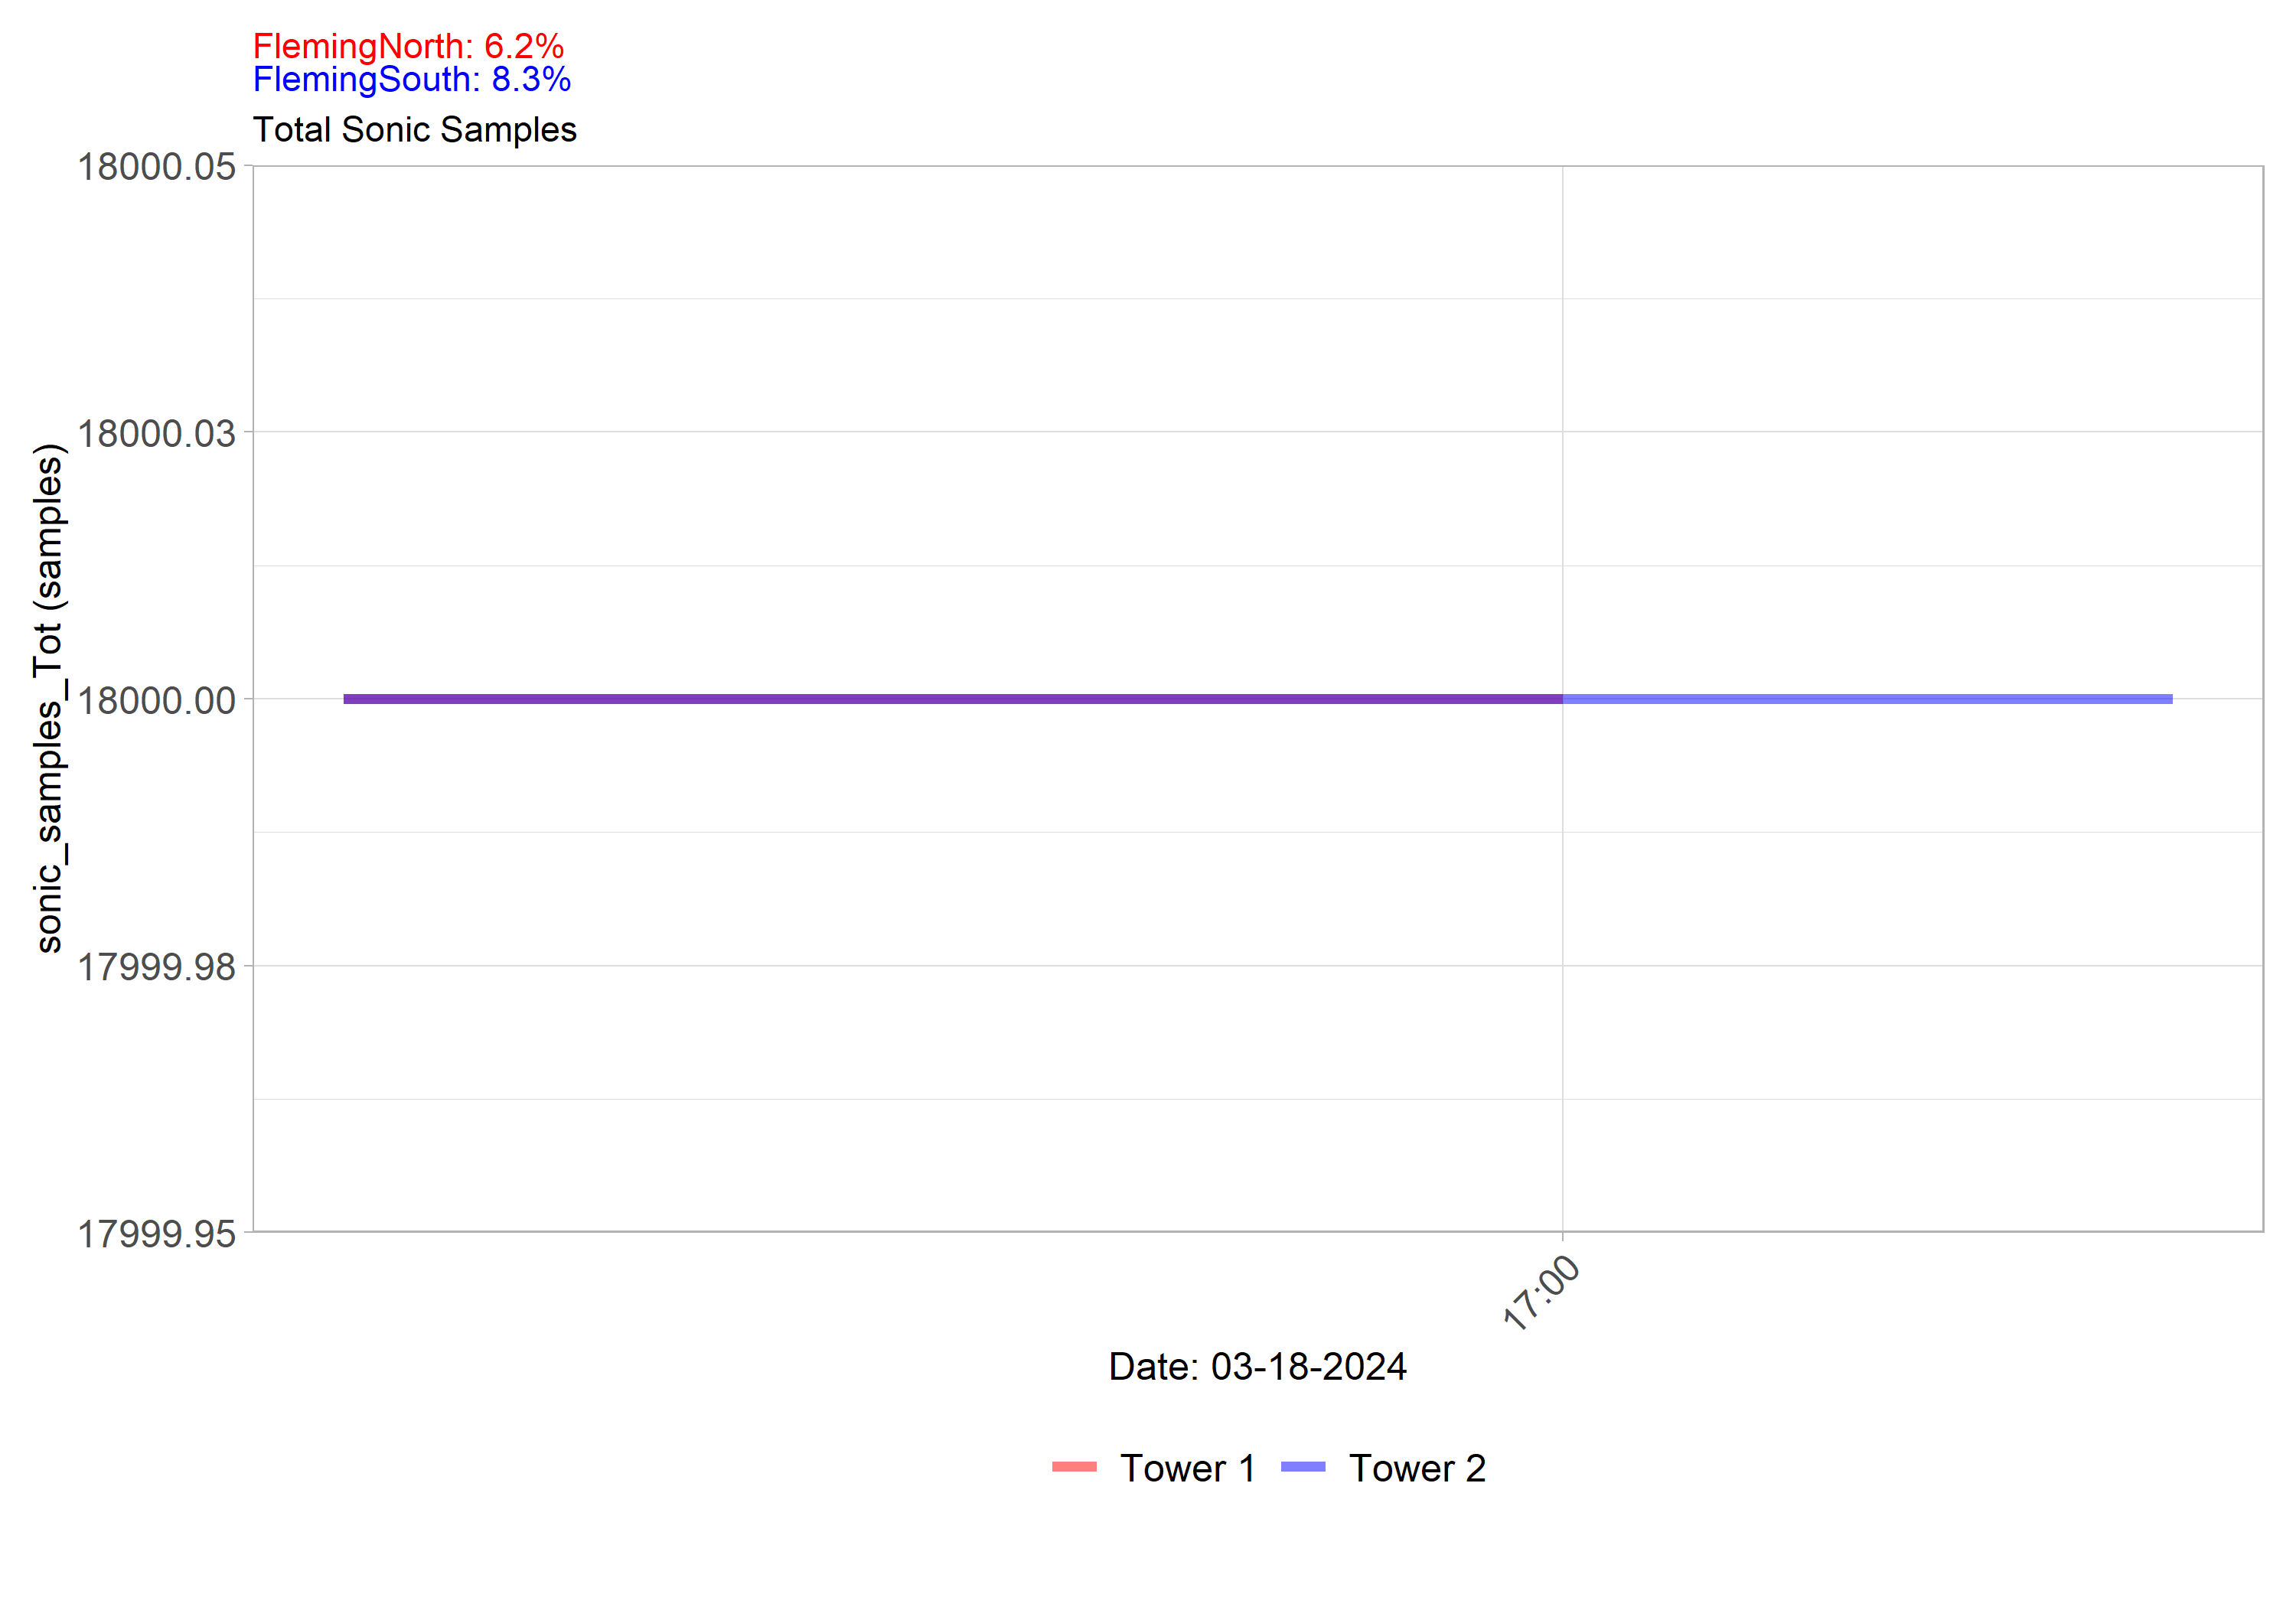 FlemingNorth: 6.2%
FlemingSouth: 8.3%
Total Sonic Samples
18000.05
18000.03
18000.00
17999.98
17999.95
sonic_samples_Tot (samples)
17:00
Date: 03-18-2024
Tower 1 Tower 2